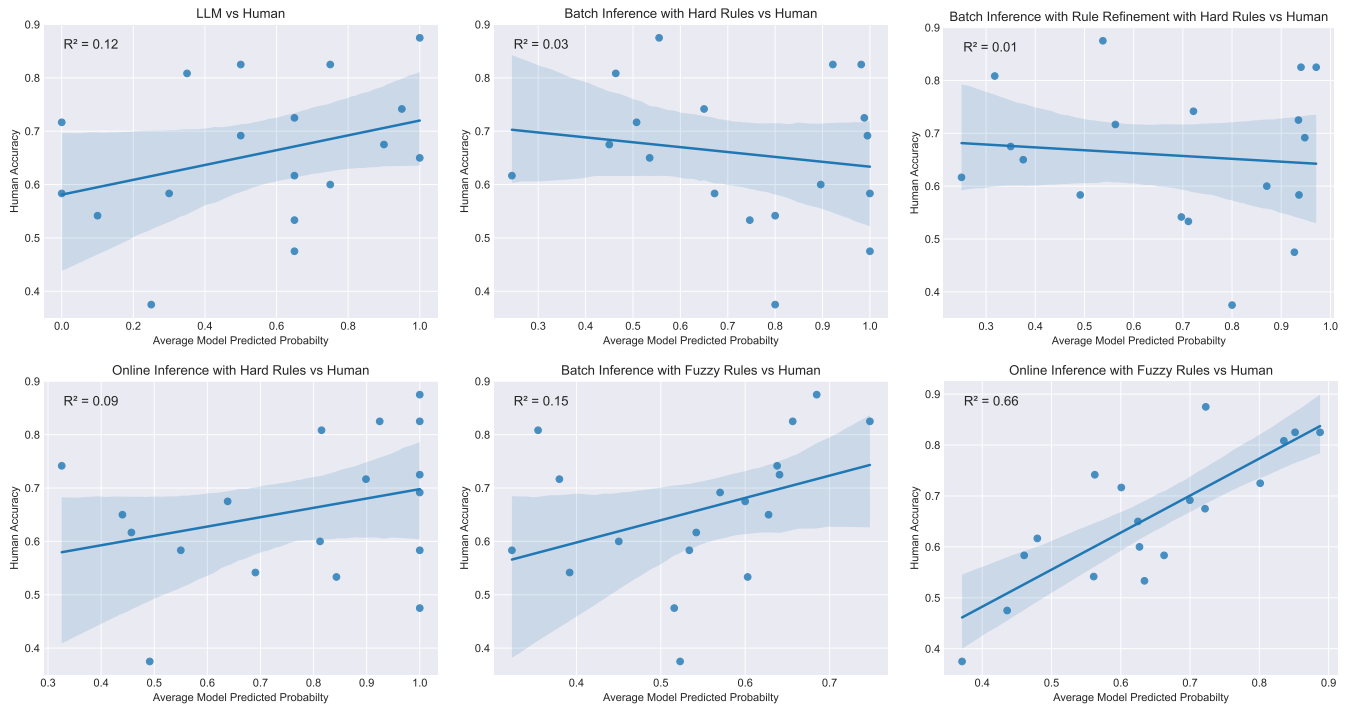 LLM vs Human
R² = 0.12
0.9
0.8
0.7
0.6
0.5
0.4
Human Accuracy
0.0 0.2 0.4 0.6 0.8 1.0
Average Model Predicted Probabilty
Batch Inference with Hard Rules vs Human
R² = 0.03
0.9
0.8
0.7
0.6
0.5
0.4
Human Accuracy
0.3 0.4 0.5 0.6 0.7 0.8 0.9 1.0
Average Model Predicted Probabilty
Batch Inference with Rule Refinement with Hard Rules vs Human
R² = 0.01
0.9
0.8
0.7
0.6
0.5
0.4
Human Accuracy
0.3 0.4 0.5 0.6 0.7 0.8 0.9 1.0
Average Model Predicted Probabilty
Online Inference with Hard Rules vs Human
R² = 0.09
0.9
0.8
0.7
0.6
0.5
0.4
Human Accuracy
0.3 0.4 0.5 0.6 0.7 0.8 0.9 1.0
Average Model Predicted Probabilty
Batch Inference with Fuzzy Rules vs Human
R² = 0.15
0.9
0.8
0.7
0.6
0.5
0.4
Human Accuracy
0.4 0.5 0.6 0.7
Average Model Predicted Probabilty
Online Inference with Fuzzy Rules vs Human
R² = 0.66
0.9
0.8
0.7
0.6
0.5
0.4
Human Accuracy
0.4 0.5 0.6 0.7 0.8 0.9
Average Model Predicted Probabilty